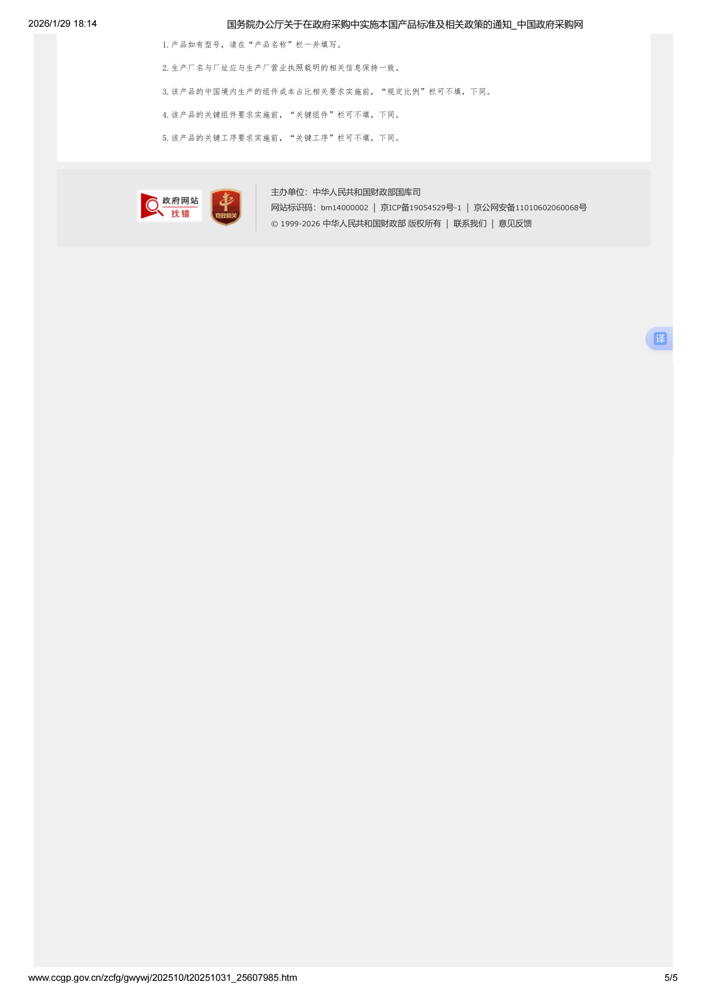 2026/1/29 18:14
国务院办公厅关于在政府采购中实施本国产品标准及相关政策的通知_中国政府采购网
1.产品如有型号，请在“产品名称”栏一并填写。
2.生产厂名与厂址应与生产厂营业执照载明的相关信息保持一致。
3.该产品的中国境内生产的组件成本占比相关要求实施前，“规定比例”栏可不填，下同。
4.该产品的关键组件要求实施前，“关键组件”栏可不填，下同。
5.该产品的关键工序要求实施前，“关键工序”栏可不填，下同。
政府网站
找错
党政机关
主办单位：中华人民共和国财政部国库司
网站标识码：bm14000002 | 京ICP备19054529号-1 | 京公网安备11010602060068号
© 1999-2026 中华人民共和国财政部 版权所有 | 联系我们 | 意见反馈
译
www.ccgp.gov.cn/zcfg/gwywj/202510/t20251031_25607985.htm
5/5